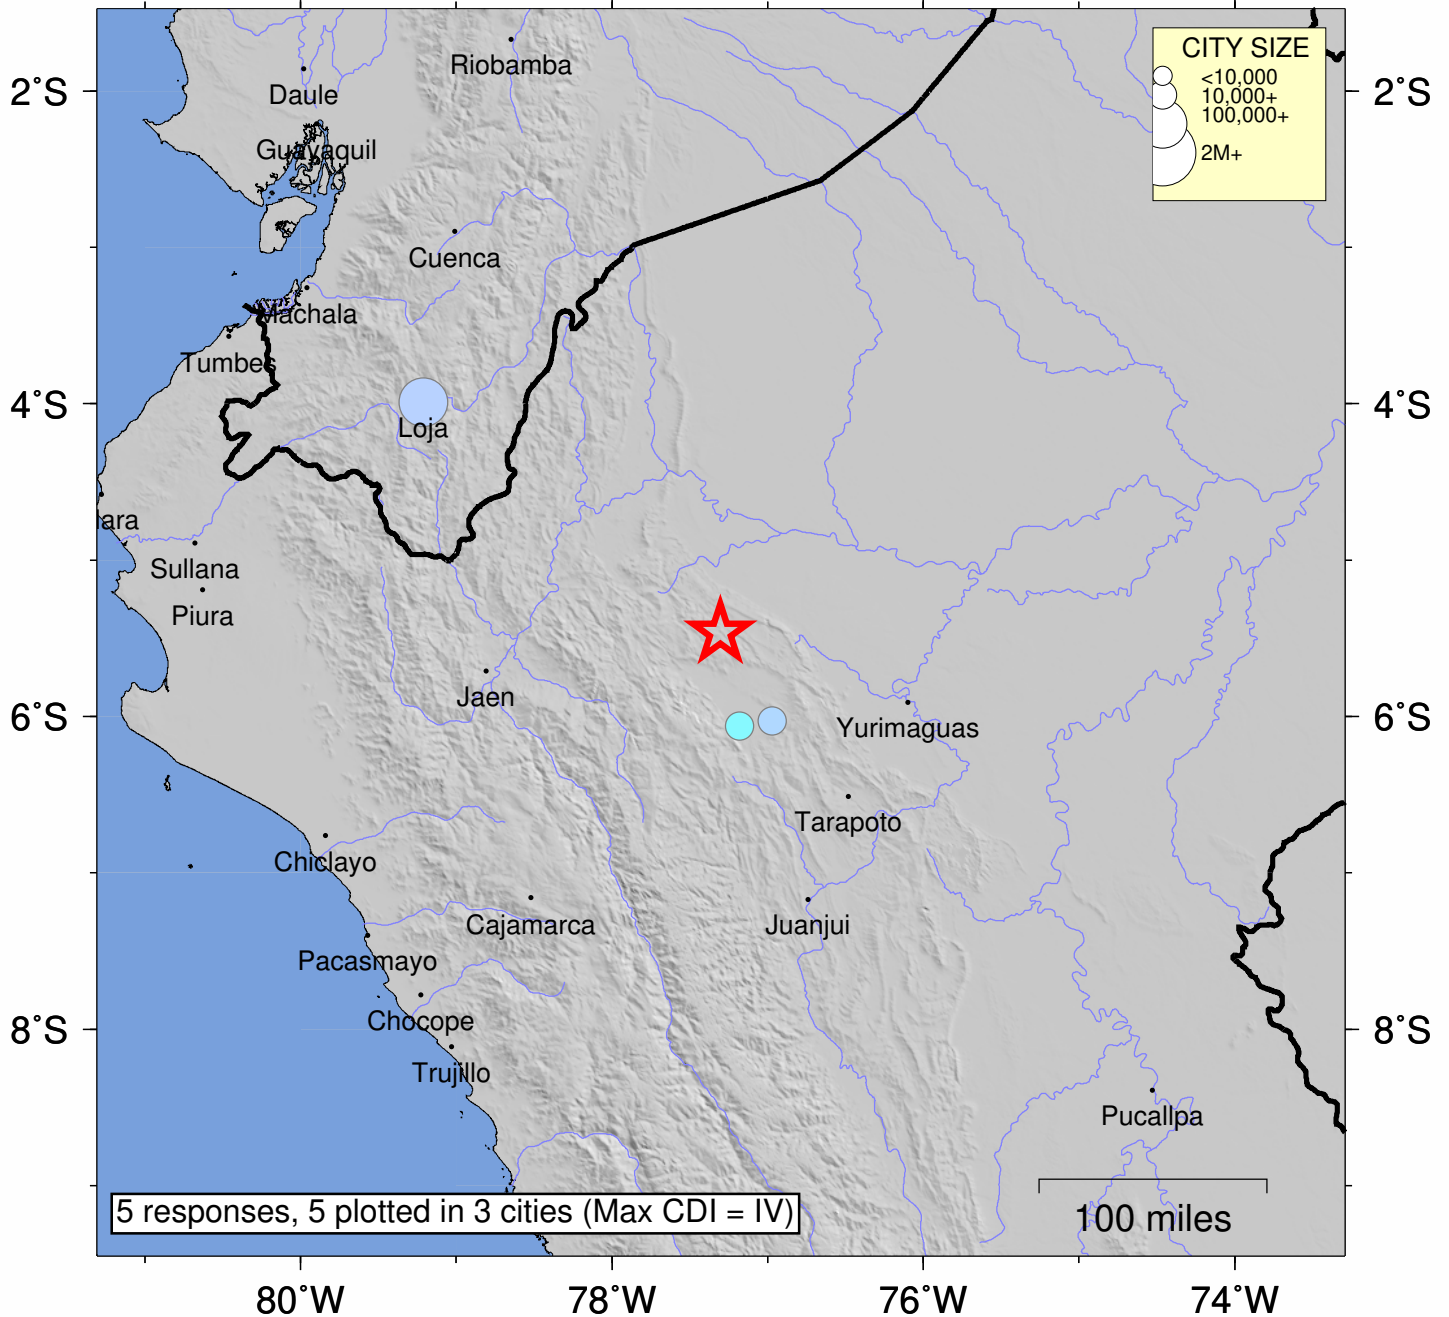 Riobamba
CITY SIZE
<10,000
10,000+
100,000+
2M+
2˚S
2˚S
Daule
Guayaquil
Cuenca
Machala
Tumbes
4˚S
4˚S
Loja
lara
Sullana
Piura
Jaen
6˚S
6˚S
Yurimaguas
Tarapoto
Chiclayo
Cajamarca
Juanjui
Pacasmayo
Chocope
8˚S
8˚S
Trujillo
Pucallpa
5 responses, 5 plotted in 3 cities (Max CDI = IV)
100 miles
80˚W
78˚W
76˚W
74˚W